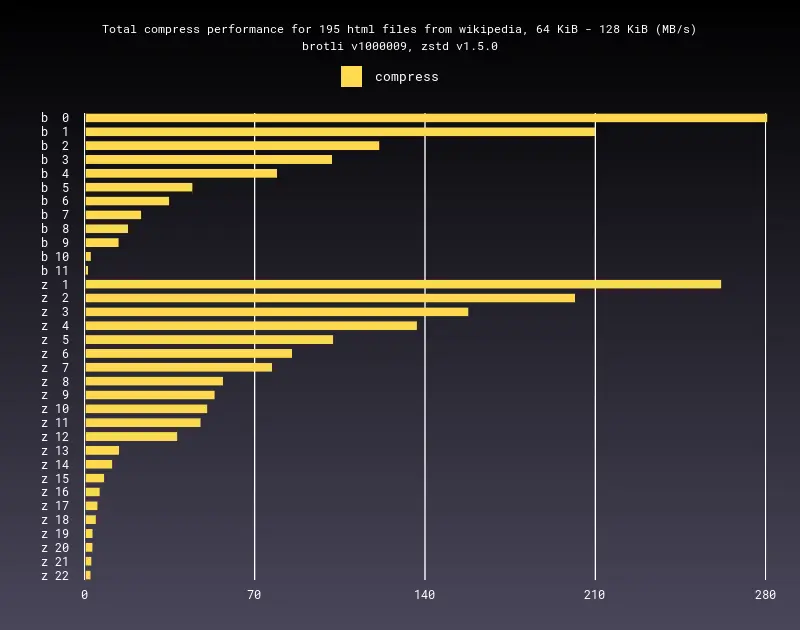 Total compress performance for 195 html files from wikipedia, 64 KiB - 128 KiB (MB/s)
brotli v1000009, zstd v1.5.0
compress
b 0
b 1
b 2
b 3
b 4
b 5
b 6
b 7
b 8
b 9
b 10
b 11
z 1
z 2
z 3
z 4
z 5
z 6
z 7
z 8
z 9
z 10
z 11
z 12
z 13
z 14
z 15
z 16
z 17
z 18
z 19
z 20
z 21
z 22
0 70 140 210 280